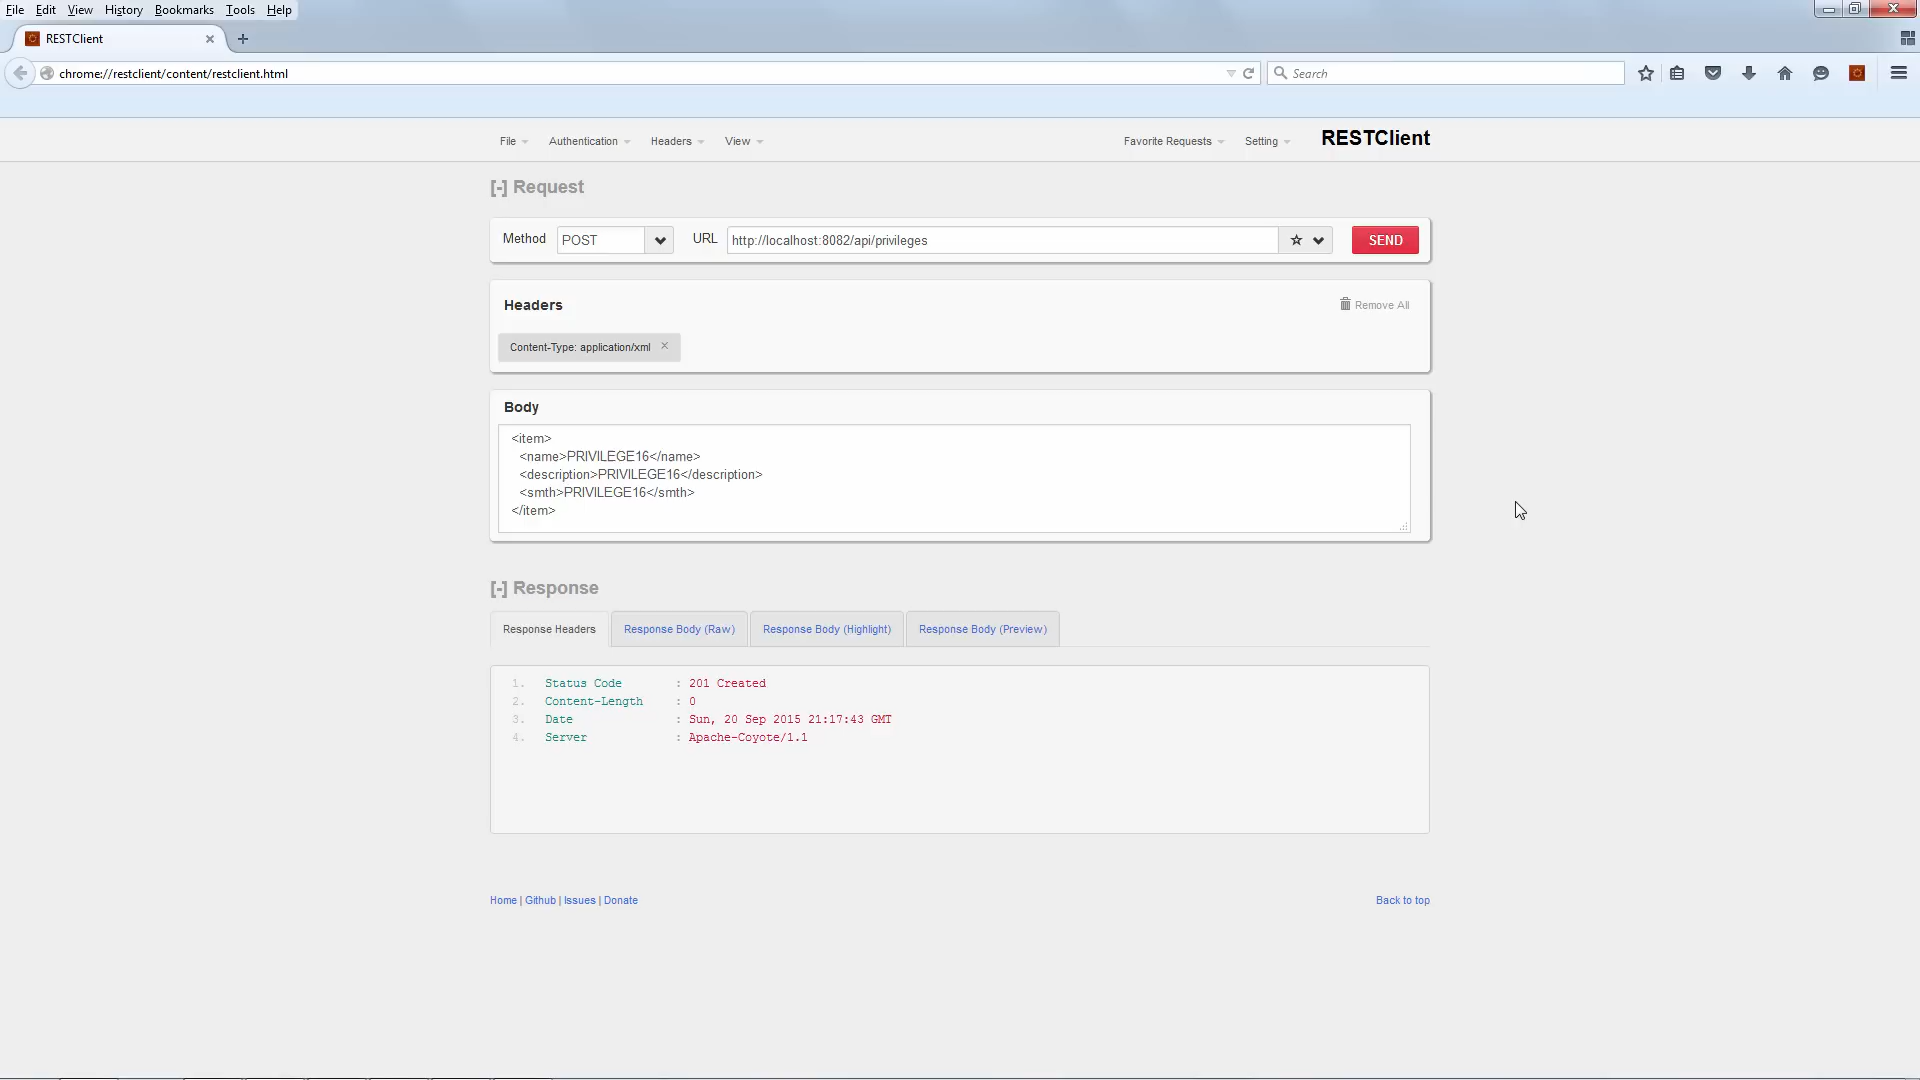 File Edit View History Bookmarks Tools Help
RESTClient
chrome://restclient/content/restclient.html
Search
File Authentication Headers View Favorite Requests Setting RESTClient
[-] Request
Method POST URL http://localhost:8082/api/privileges SEND
Headers Remove All
Content-Type: application/xml
Body
<item>
<name>PRIVILEGE16</name>
<description>PRIVILEGE16</description>
<smth>PRIVILEGE16</smth>
</item>
[-] Response
Response Headers Response Body (Raw) Response Body (Highlight) Response Body (Preview)
1. Status Code : 201 Created
2. Content-Length : 0
3. Date : Sun, 20 Sep 2015 21:17:43 GMT
4. Server : Apache-Coyote/1.1
Home | Github | Issues | Donate Back to top